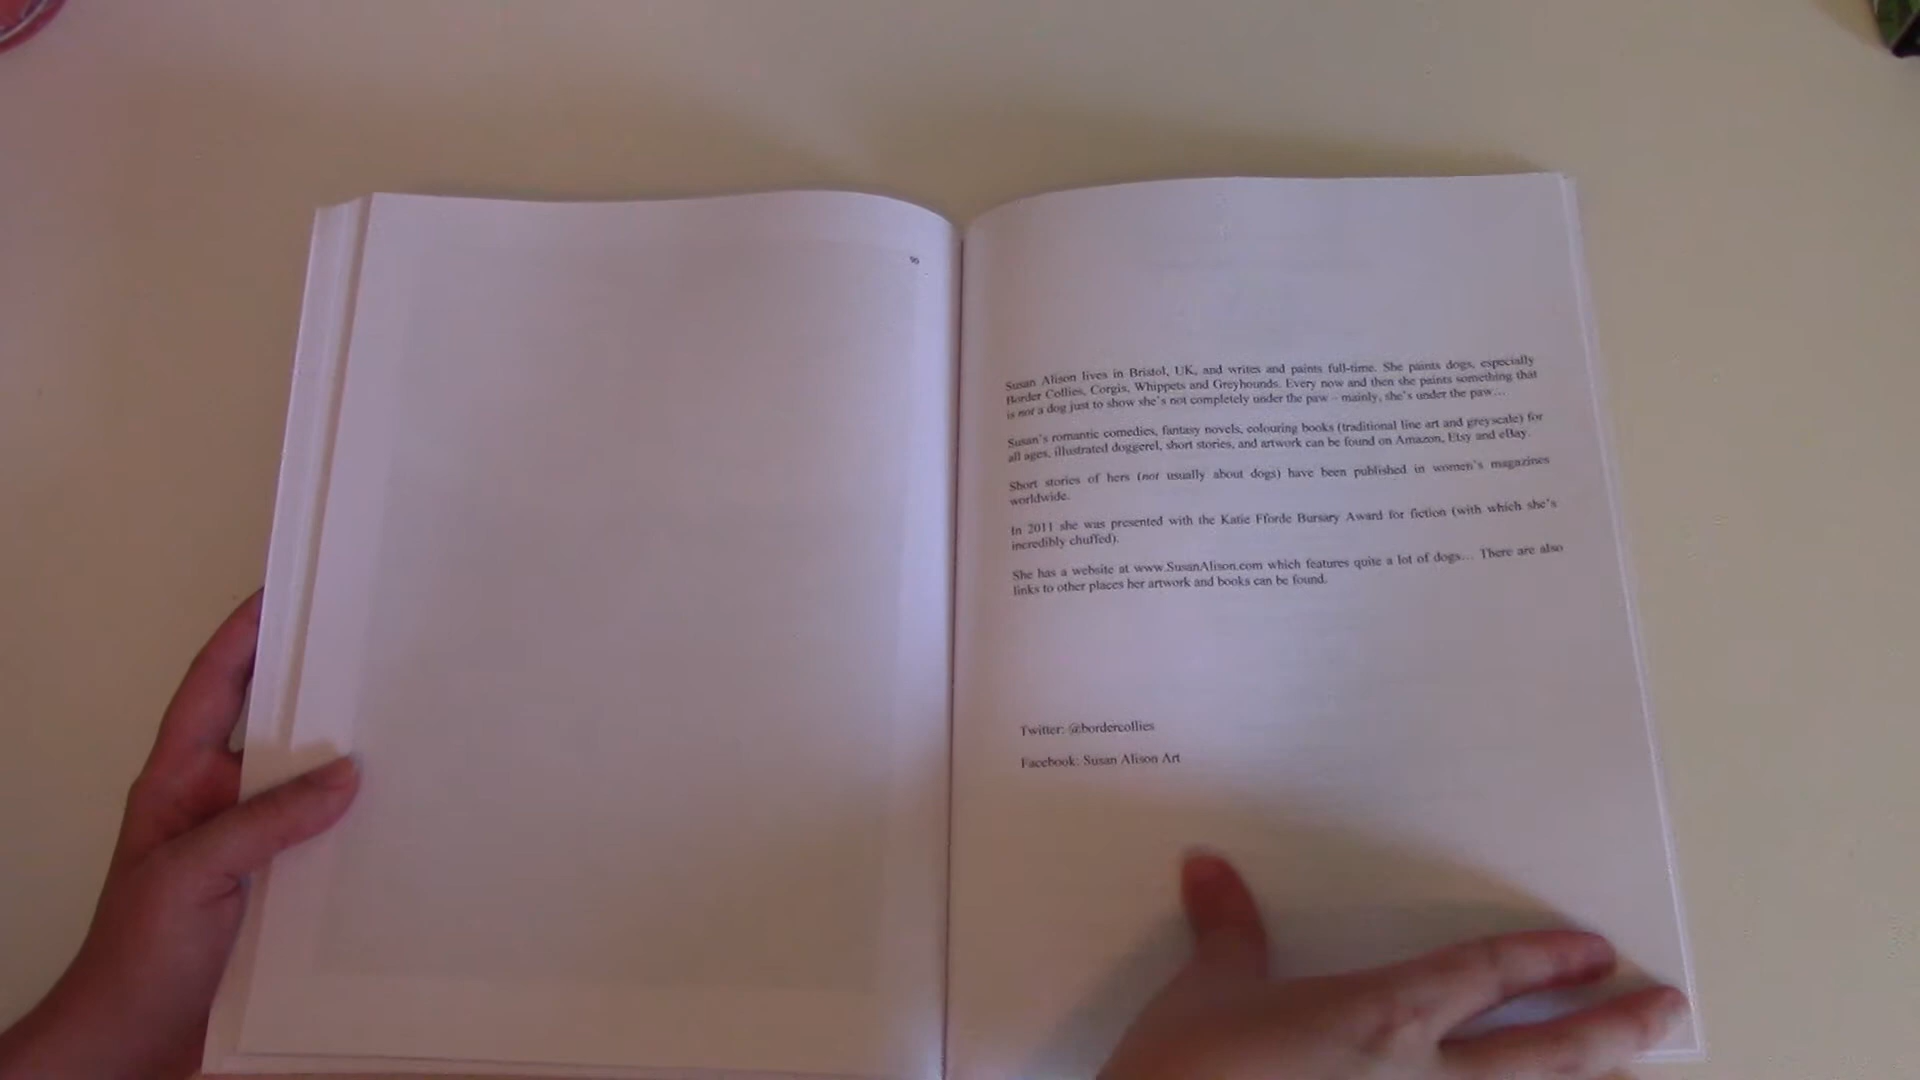 Susan Alison lives in Bristol, UK, and writes and paints full-time. She paints dogs, especially
Border Collies, Corgis, Whippets and Greyhounds. Every now and then she paints something that
is not a dog just to show she's not completely under the paw – mainly, she's under the paw…
Susan's romantic comedies, fantasy novels, colouring books (traditional line art and greyscale) for
all ages, illustrated doggerel, short stories, and artwork can be found on Amazon, Etsy and eBay.
Short stories of hers (not usually about dogs) have been published in women's magazines
worldwide.
In 2011 she was presented with the Katie Fforde Bursary Award for fiction (with which she's
incredibly chuffed).
She has a website at www.SusanAlison.com which features quite a lot of dogs… There are also
links to other places her artwork and books can be found.
Twitter: @bordercollies
Facebook: Susan Alison Art